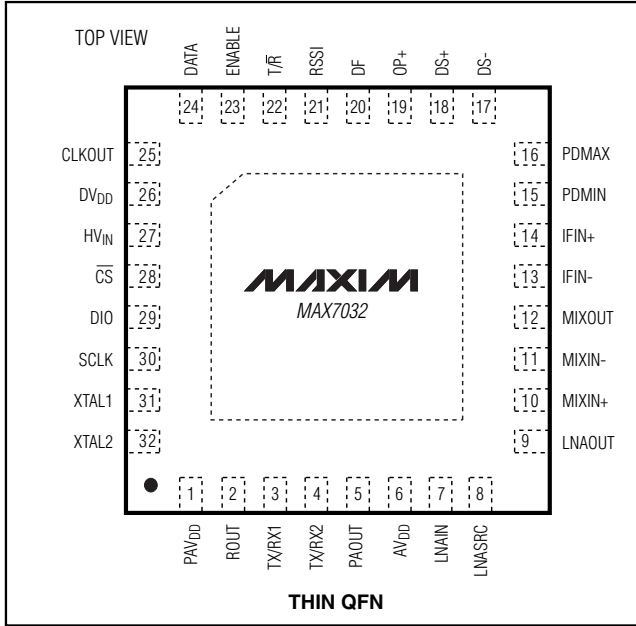 TOP VIEW
DATA
ENABLE
T/R̅
RSSI
DF
OP+
DS+
DS-
24 23 22 21 20 19 18 17
CLKOUT 25
DVDD 26
HVIN 27
C̅S̅ 28
DIO 29
SCLK 30
XTAL1 31
XTAL2 32
MAXIM
MAX7032
16 PDMAX
15 PDMIN
14 IFIN+
13 IFIN-
12 MIXOUT
11 MIXIN-
10 MIXIN+
9 LNAOUT
1 2 3 4 5 6 7 8
PAVDD
ROUT
TX/RX1
TX/RX2
PAOUT
AVDD
LNAIN
LNASRC
THIN QFN